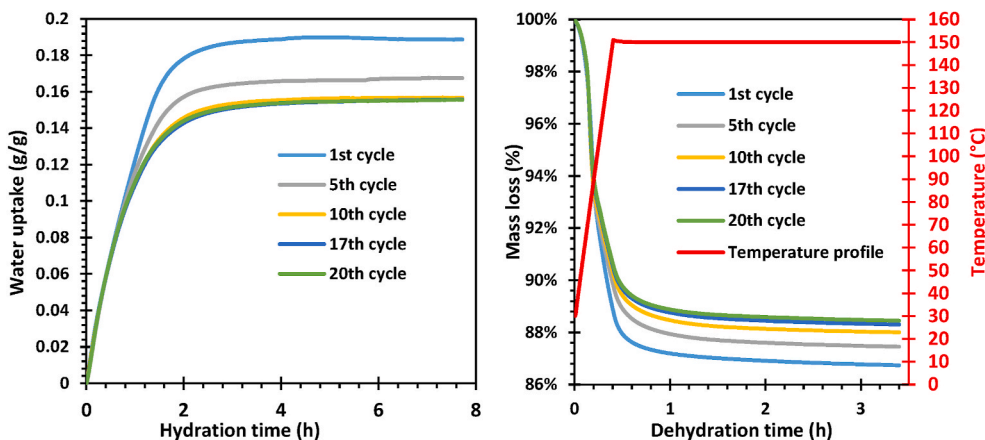 0.2
0.18
0.16
0.14
0.12
0.1
0.08
0.06
0.04
0.02
0
Water uptake (g/g)
1st cycle
5th cycle
10th cycle
17th cycle
20th cycle
0 2 4 6 8
Hydration time (h)
100%
98%
96%
94%
92%
90%
88%
86%
Mass loss (%)
1st cycle
5th cycle
10th cycle
17th cycle
20th cycle
Temperature profile
160
150
140
130
120
110
100
90
80
70
60
50
40
30
20
10
0
Temperature (°C)
0 1 2 3
Dehydration time (h)